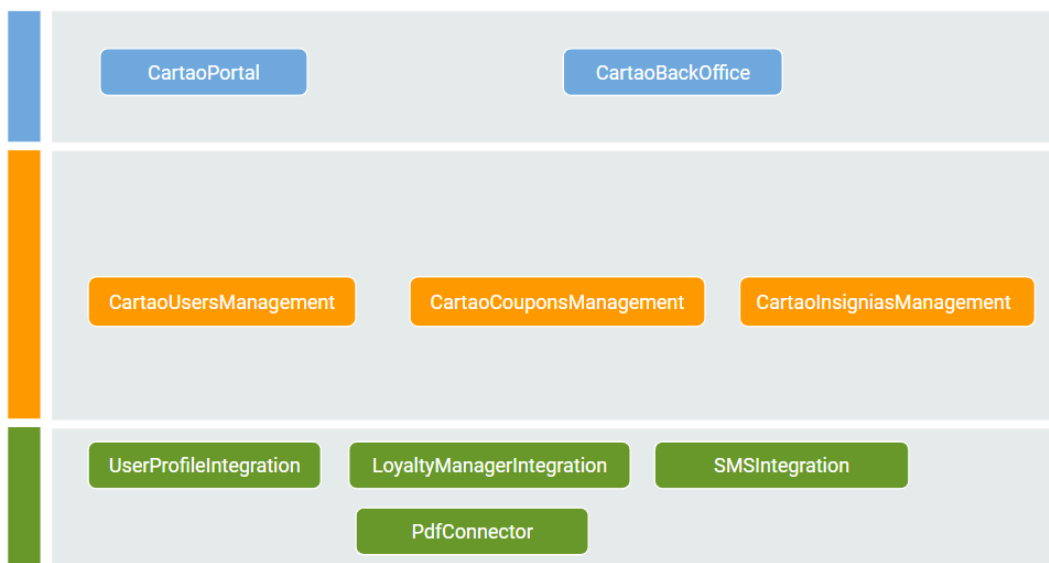 CartaoPortal
CartaoBackOffice
CartaoUsersManagement
CartaoCouponsManagement
CartaoInsigniasManagement
UserProfileIntegration
LoyaltyManagerIntegration
SMSIntegration
PdfConnector